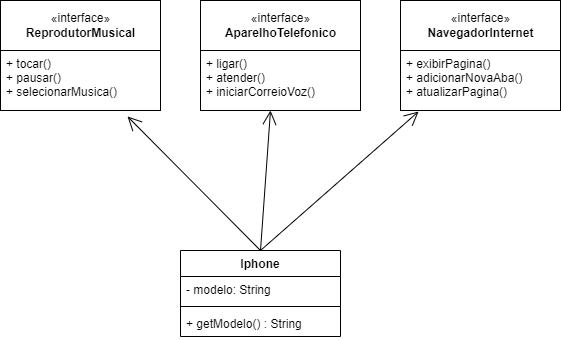 «interface»
ReprodutorMusical
+ tocar()
+ pausar()
+ selecionarMusica()
«interface»
AparelhoTelefonico
+ ligar()
+ atender()
+ iniciarCorreioVoz()
«interface»
NavegadorInternet
+ exibirPagina()
+ adicionarNovaAba()
+ atualizarPagina()
Iphone
- modelo: String
+ getModelo() : String